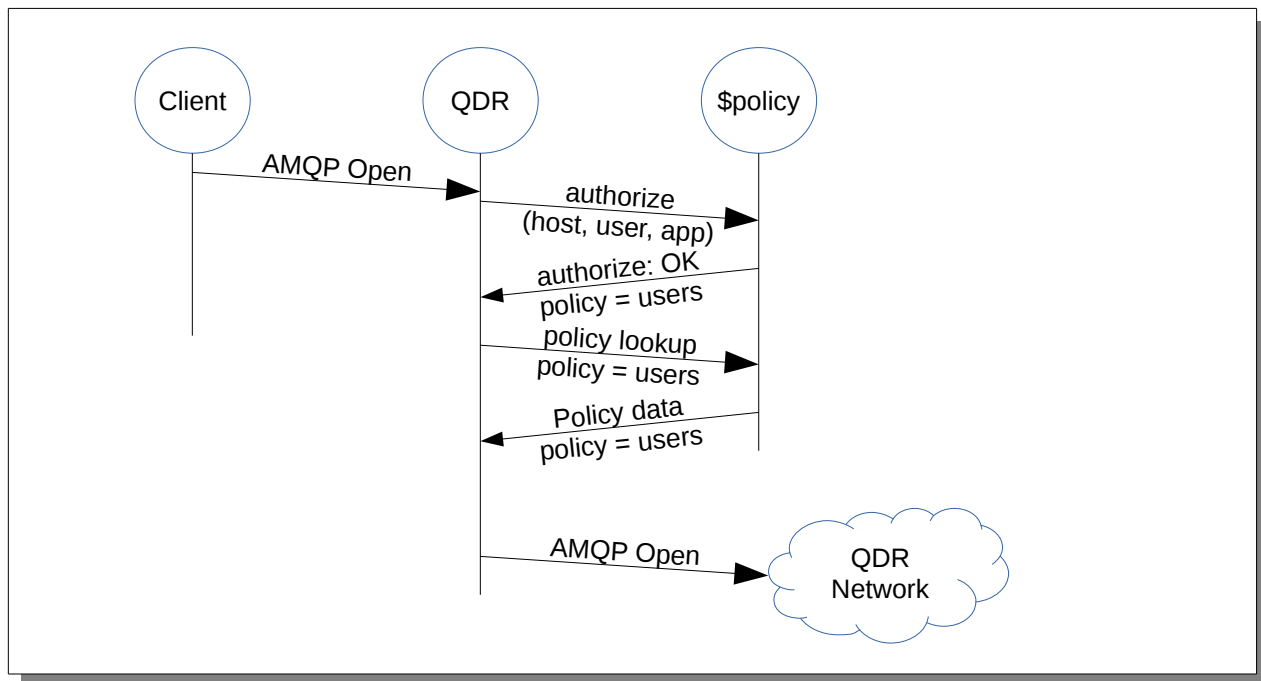 Client
QDR
$policy
AMQP Open
authorize
(host, user, app)
authorize: OK
policy = users
policy lookup
policy = users
Policy data
policy = users
AMQP Open
QDR
Network